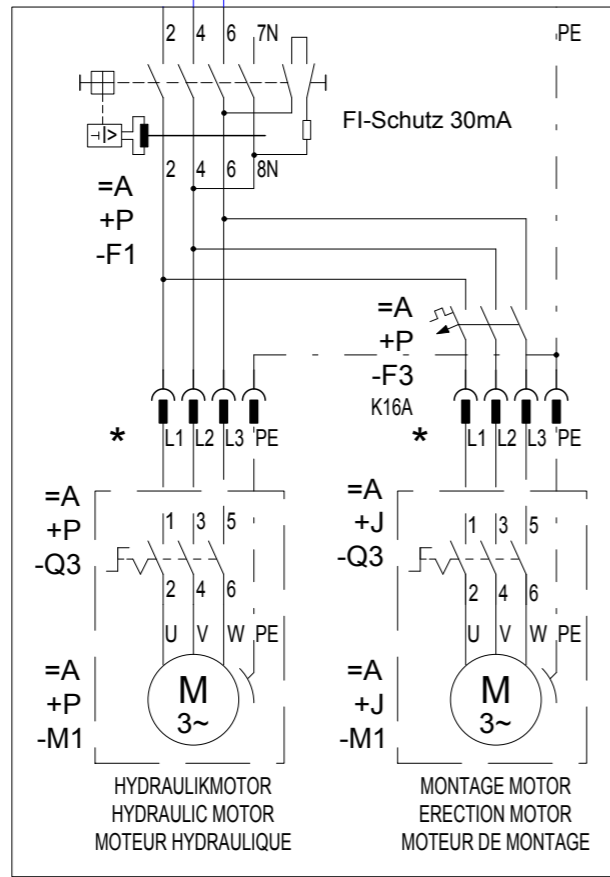 2 4 6 7N PE
FI-Schutz 30mA
2 4 6 8N
=A
+P
-F1
=A
+P
-F3
K16A
* L1 L2 L3 PE
* L1 L2 L3 PE
=A
+P
-Q3
1 3 5
2 4 6
U V W PE
=A
+P
-M1
M
3~
HYDRAULIKMOTOR
HYDRAULIC MOTOR
MOTEUR HYDRAULIQUE
=A
+J
-Q3
1 3 5
2 4 6
U V W PE
=A
+J
-M1
M
3~
MONTAGE MOTOR
ERECTION MOTOR
MOTEUR DE MONTAGE